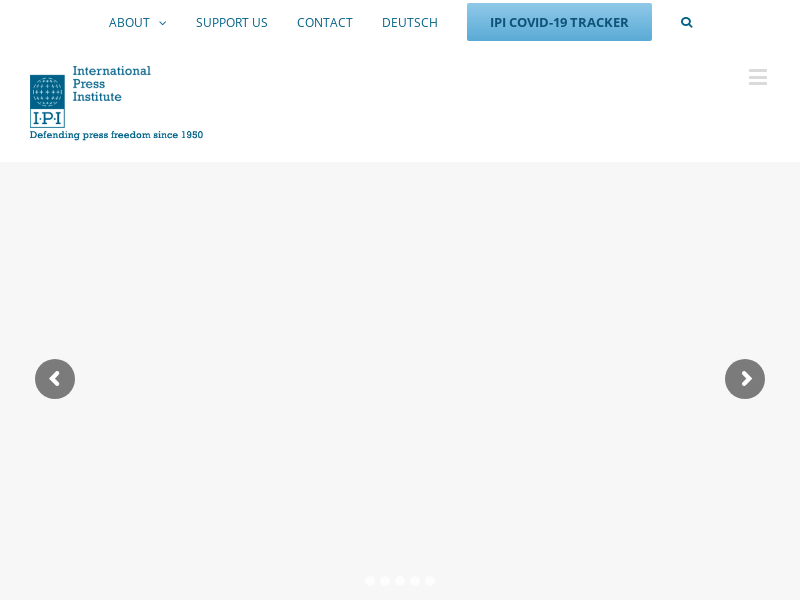 ABOUT SUPPORT US CONTACT DEUTSCH IPI COVID-19 TRACKER
International
Press
Institute
I·P·I
Defending press freedom since 1950